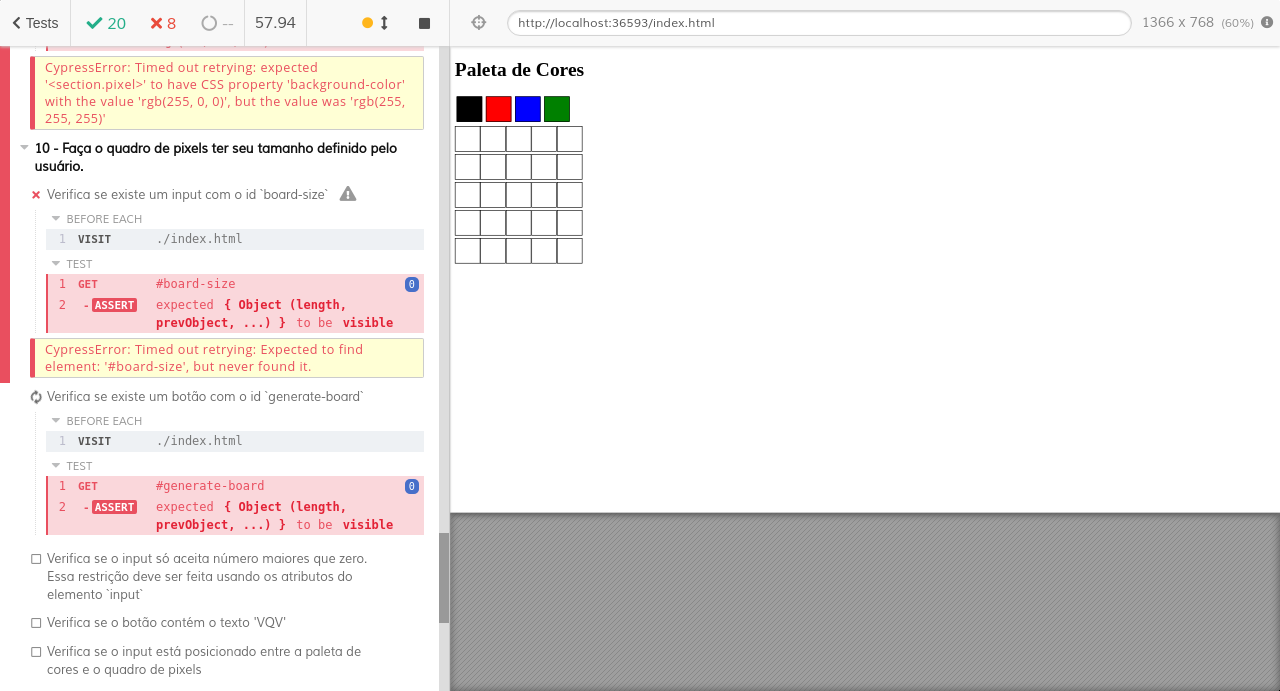 Tests 20 8 -- 57.94 http://localhost:36593/index.html 1366 x 768 (60%)
CypressError: Timed out retrying: expected
'<section.pixel>' to have CSS property 'background-color'
with the value 'rgb(255, 0, 0)', but the value was 'rgb(255,
255, 255)'
10 - Faça o quadro de pixels ter seu tamanho definido pelo
usuário.
Verifica se existe um input com o id `board-size`
BEFORE EACH
1 VISIT ./index.html
TEST
1 GET #board-size 0
2 -ASSERT expected { Object (length,
prevObject, ...) } to be visible
CypressError: Timed out retrying: Expected to find
element: '#board-size', but never found it.
Verifica se existe um botão com o id `generate-board`
BEFORE EACH
1 VISIT ./index.html
TEST
1 GET #generate-board 0
2 -ASSERT expected { Object (length,
prevObject, ...) } to be visible
Verifica se o input só aceita número maiores que zero.
Essa restrição deve ser feita usando os atributos do
elemento `input`
Verifica se o botão contém o texto 'VQV'
Verifica se o input está posicionado entre a paleta de
cores e o quadro de pixels
Paleta de Cores